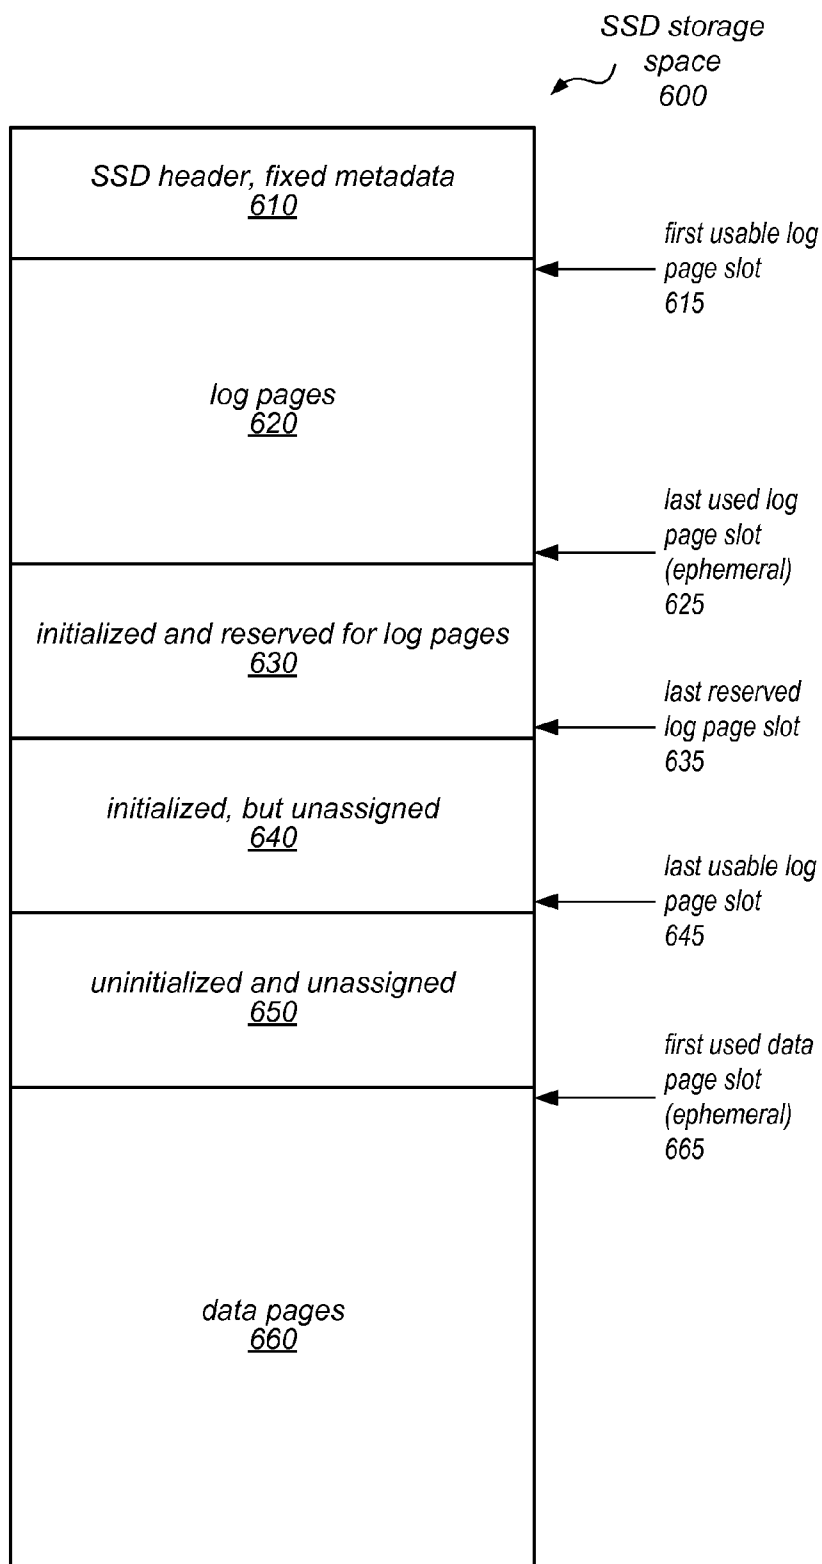 SSD storage
space
600
SSD header, fixed metadata
610
first usable log
page slot
615
log pages
620
last used log
page slot
(ephemeral)
625
initialized and reserved for log pages
630
last reserved
log page slot
635
initialized, but unassigned
640
last usable log
page slot
645
uninitialized and unassigned
650
first used data
page slot
(ephemeral)
665
data pages
660